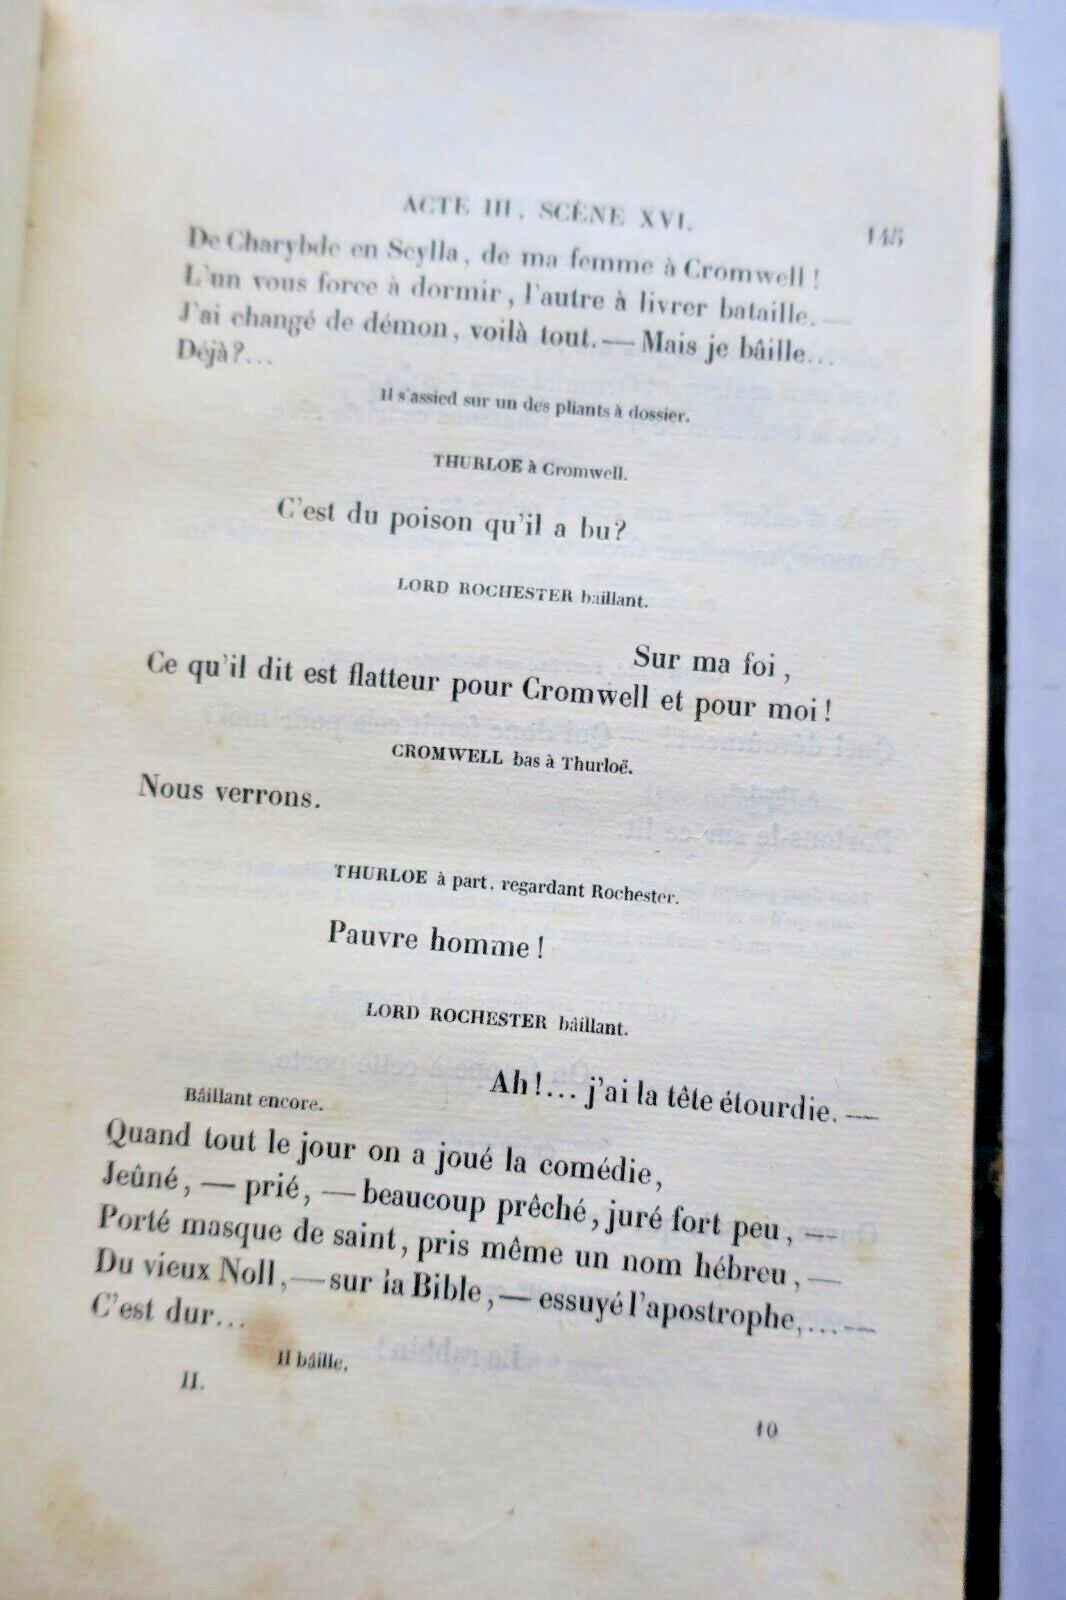 ACTE III, SCÈNE XVI. 145
De Charybde en Scylla, de ma femme à Cromwell !
L'un vous force à dormir, l'autre à livrer bataille. —
J'ai changé de démon, voilà tout. — Mais je bâille...
Déjà?...
Il s'assied sur un des pliants à dossier.
THURLOE à Cromwell.
C'est du poison qu'il a bu?
LORD ROCHESTER bâillant.
Sur ma foi,
Ce qu'il dit est flatteur pour Cromwell et pour moi!
CROMWELL bas à Thurloë.
Nous verrons.
THURLOE à part, regardant Rochester.
Pauvre homme !
LORD ROCHESTER bâillant.
Ah!... j'ai la tête étourdie. —
Bâillant encore.
Quand tout le jour on a joué la comédie,
Jeûné, — prié, — beaucoup prêché, juré fort peu, —
Porté masque de saint, pris même un nom hébreu, —
Du vieux Noll, — sur la Bible, — essuyé l'apostrophe,... —
C'est dur...
Il bâille.
II. 10